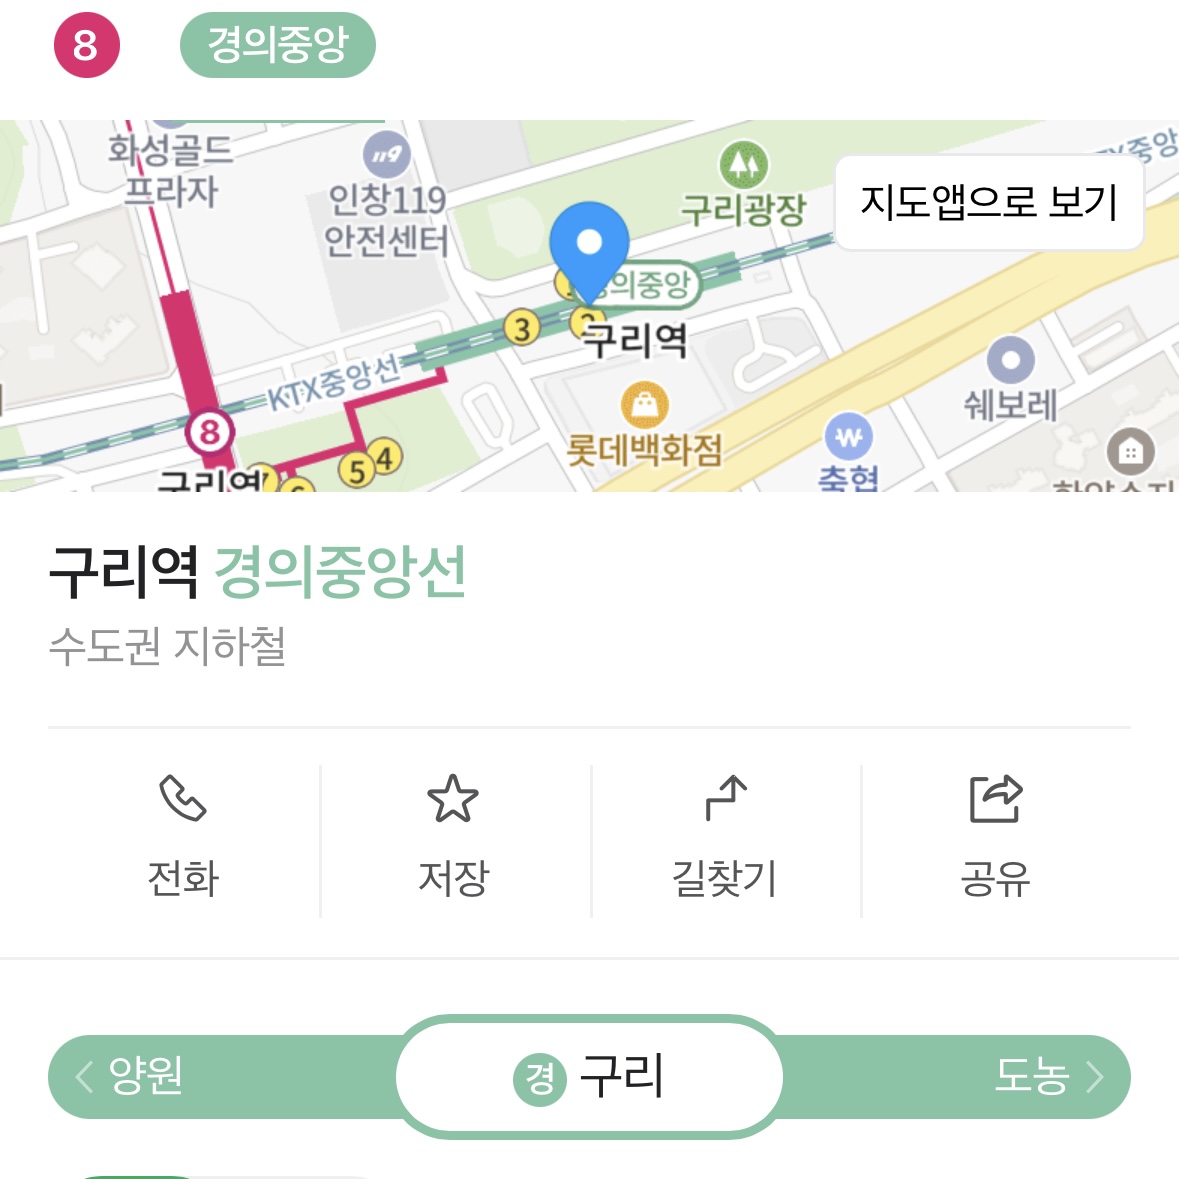 8
경의중앙
화성골드
프라자
인창119
안전센터
구리광장
중앙
지도앱으로 보기
의중앙
3
2
구리역
KTX중앙선
롯데백화점
쉐보레
8
축협
구리역
5
4
6
구리역 경의중앙선
수도권 지하철
전화
저장
길찾기
공유
양원
경 구리
도농